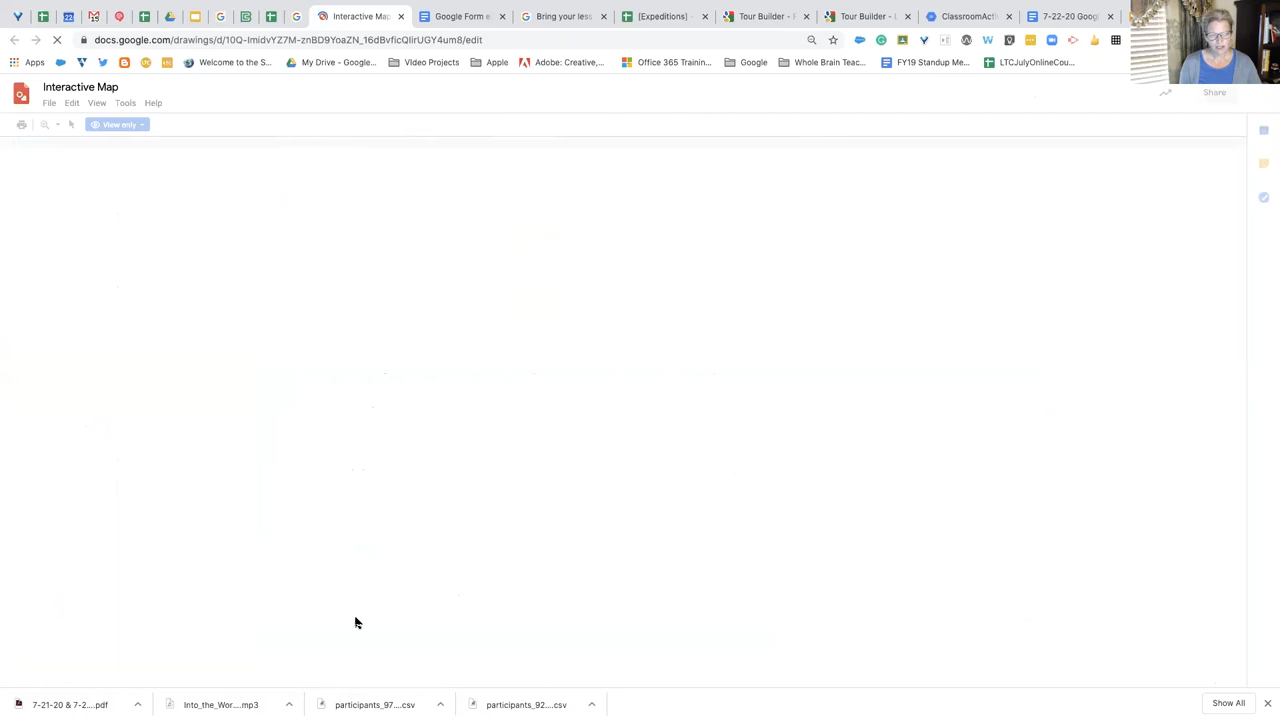 Interactive Map
Google Form e
Bring your less
[Expeditions] -
Tour Builder - F
Tour Builder - L
ClassroomActi
7-22-20 Goog
docs.google.com/drawings/d/10Q-ImidvYZ7M-znBD9YoaZN_16dBvficQIirUGY4umI/edit
Apps
Welcome to the S...
My Drive - Google...
Video Projects
Apple
Adobe: Creative,...
Office 365 Trainin...
Google
Whole Brain Teac...
FY19 Standup Me...
LTCJulyOnlineCou...
Interactive Map
File Edit View Tools Help
Share
View only
7-21-20 & 7-2....pdf
Into_the_Wor....mp3
participants_97....csv
participants_92....csv
Show All